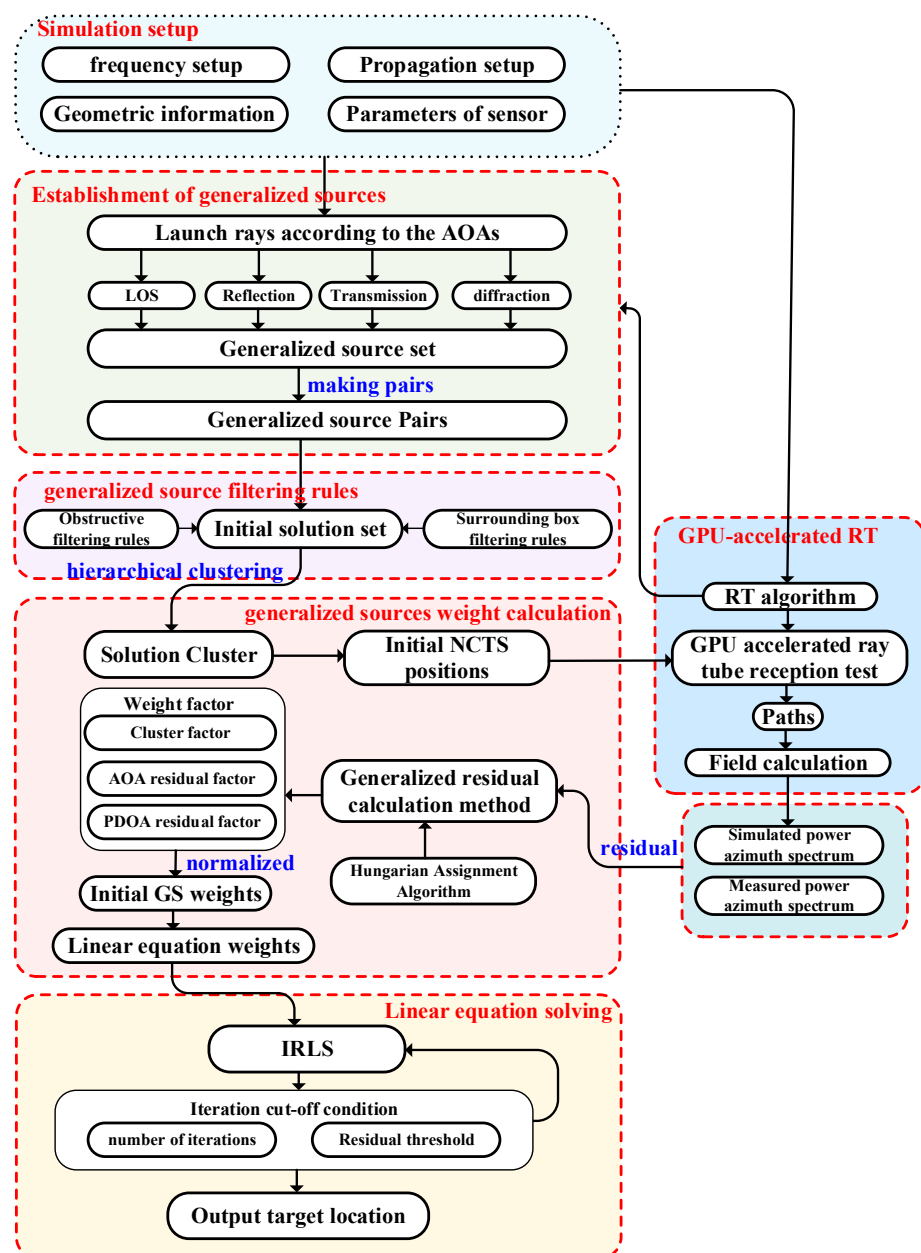 Simulation setup
frequency setup
Propagation setup
Geometric information
Parameters of sensor
Establishment of generalized sources
Launch rays according to the AOAs
LOS
Reflection
Transmission
diffraction
Generalized source set
making pairs
Generalized source Pairs
generalized source filtering rules
Obstructive
filtering rules
Initial solution set
Surrounding box
filtering rules
hierarchical clustering
GPU-accelerated RT
RT algorithm
GPU accelerated ray
tube reception test
Paths
Field calculation
generalized sources weight calculation
Solution Cluster
Initial NCTS
positions
Weight factor
Cluster factor
AOA residual factor
PDOA residual factor
Generalized residual
calculation method
Hungarian Assignment
Algorithm
residual
Simulated power
azimuth spectrum
Measured power
azimuth spectrum
normalized
Initial GS weights
Linear equation weights
Linear equation solving
IRLS
Iteration cut-off condition
number of iterations
Residual threshold
Output target location